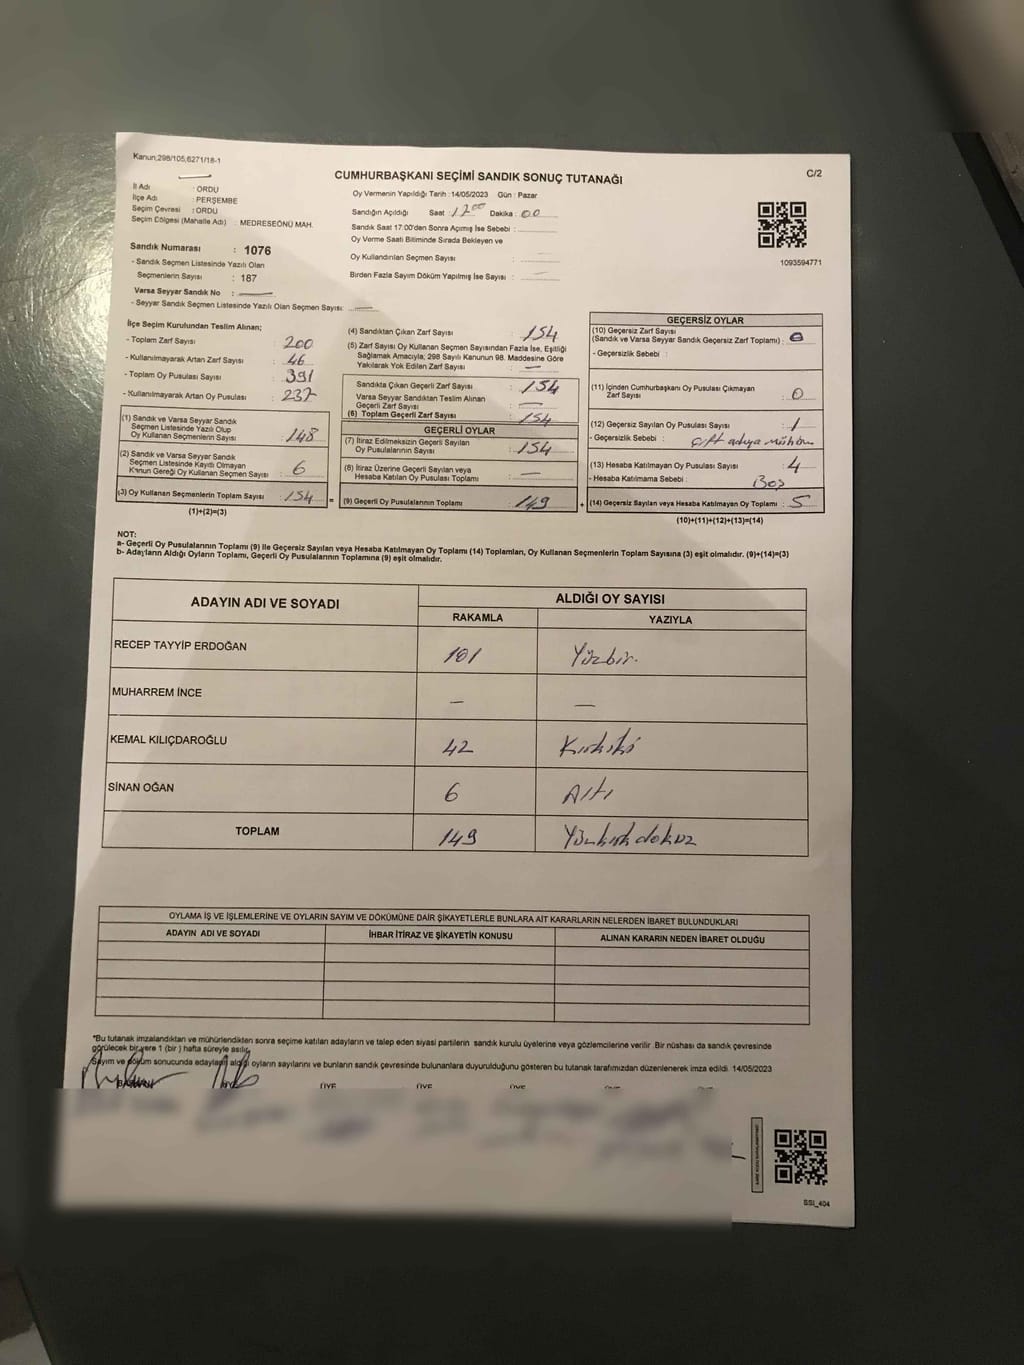 Kanun,298/105,6271/18-1
CUMHURBAŞKANI SEÇİMİ SANDIK SONUÇ TUTANAĞI
C/2
İl Adı : ORDU
İlçe Adı : PERŞEMBE
Seçim Çevresi : ORDU
Seçim Bölgesi (Mahalle Adı) : MEDRESEÖNÜ MAH.
Sandık Numarası : 1076
- Sandık Seçmen Listesinde Yazılı Olan
Seçmenlerin Sayısı : 187
Varsa Seyyar Sandık No :
- Seyyar Sandık Seçmen Listesinde Yazılı Olan Seçmen Sayısı:
Oy Vermenin Yapıldığı Tarih : 14/05/2023 Gün : Pazar
Sandığın Açıldığı Saat : 17 00 Dakika : 00
Sandık Saat 17:00'den Sonra Açımış İse Sebebi :
Oy Verme Saati Bitiminde Sırada Bekleyen ve
Oy Kullandırılan Seçmen Sayısı :
Birden Fazla Sayım Döküm Yapılmış İse Sayısı :
1093594771
İlçe Seçim Kurulundan Teslim Alınan;
- Toplam Zarf Sayısı : 200
- Kullanılmayarak Artan Zarf Sayısı : 46
- Toplam Oy Pusulası Sayısı : 391
- Kullanılmayarak Artan Oy Pusulası : 237
(1) Sandık ve Varsa Seyyar Sandık
Seçmen Listesinde Yazılı Olup
Oy Kullanan Seçmenlerin Sayısı : 148
(2) Sandık ve Varsa Seyyar Sandık
Seçmen Listesinde Kayıtlı Olmayan
Kanun Gereği Oy Kullanan Seçmen Sayısı : 6
(3) Oy Kullanan Seçmenlerin Toplam Sayısı : 154
(1)+(2)=(3)
(4) Sandıktan Çıkan Zarf Sayısı : 154
(5) Zarf Sayısı Oy Kullanan Seçmen Sayısından Fazla İse, Eşitliği
Sağlamak Amacıyla; 298 Sayılı Kanunun 98. Maddesine Göre
Yakılarak Yok Edilen Zarf Sayısı : —
Sandıkta Çıkan Geçerli Zarf Sayısı : 154
Varsa Seyyar Sandıktan Teslim Alınan
Geçerli Zarf Sayısı : —
(6) Toplam Geçerli Zarf Sayısı : 154
GEÇERLİ OYLAR
(7) İtiraz Edilmeksizin Geçerli Sayılan
Oy Pusulalarının Sayısı : 154
(8) İtiraz Üzerine Geçerli Sayılan veya
Hesaba Katılan Oy Pusulası Toplamı : —
= (9) Geçerli Oy Pusulalarının Toplamı : 149
GEÇERSİZ OYLAR
(10) Geçersiz Zarf Sayısı
(Sandık ve Varsa Seyyar Sandık Geçersiz Zarf Toplamı) : 0
- Geçersizlik Sebebi :
(11) İçinden Cumhurbaşkanı Oy Pusulası Çıkmayan
Zarf Sayısı : 0
(12) Geçersiz Sayılan Oy Pusulası Sayısı : 1
- Geçersizlik Sebebi : Çift adaya Mühür
(13) Hesaba Katılmayan Oy Pusulası Sayısı : 4
- Hesaba Katılmama Sebebi : Boş
+ (14) Geçersiz Sayılan veya Hesaba Katılmayan Oy Toplamı : 5
(10)+(11)+(12)+(13)=(14)
NOT:
a- Geçerli Oy Pusulalarının Toplamı (9) İle Geçersiz Sayılan veya Hesaba Katılmayan Oy Toplamı (14) Toplamları, Oy Kullanan Seçmenlerin Toplam Sayısına (3) eşit olmalıdır. (9)+(14)=(3)
b- Adayların Aldığı Oyların Toplamı, Geçerli Oy Pusulalarının Toplamına (9) eşit olmalıdır.
ADAYIN ADI VE SOYADI
ALDIĞI OY SAYISI
RAKAMLA YAZIYLA
RECEP TAYYİP ERDOĞAN 101 Yüzbir.
MUHARREM İNCE — —
KEMAL KILIÇDAROĞLU 42 Kırkiki
SİNAN OĞAN 6 Altı
TOPLAM 149 Yüzkırkdokuz
OYLAMA İŞ VE İŞLEMLERİNE VE OYLARIN SAYIM VE DÖKÜMÜNE DAİR ŞİKAYETLERLE BUNLARA AİT KARARLARIN NELERDEN İBARET BULUNDUKLARI
ADAYIN ADI VE SOYADI İHBAR İTİRAZ VE ŞİKAYETİN KONUSU ALINAN KARARIN NEDEN İBARET OLDUĞU
*Bu tutanak imzalandıktan ve mühürlendikten sonra seçime katılan adayların ve talep eden siyasi partilerin sandık kurulu üyelerine veya gözlemcilerine verilir. Bir nüshası da sandık çevresinde
görülecek bir yere 1 (bir) hafta süreyle asılır.
Sayım ve döküm sonucunda adayların aldığı oyların sayılarını ve bunların sandık çevresinde bulunanlara duyurulduğunu gösteren bu tutanak tarafımızdan düzenlenerek imza edildi. 14/05/2023
BAŞKAN ÜYE ÜYE ÜYE ÜYE ÜYE
SSI_404